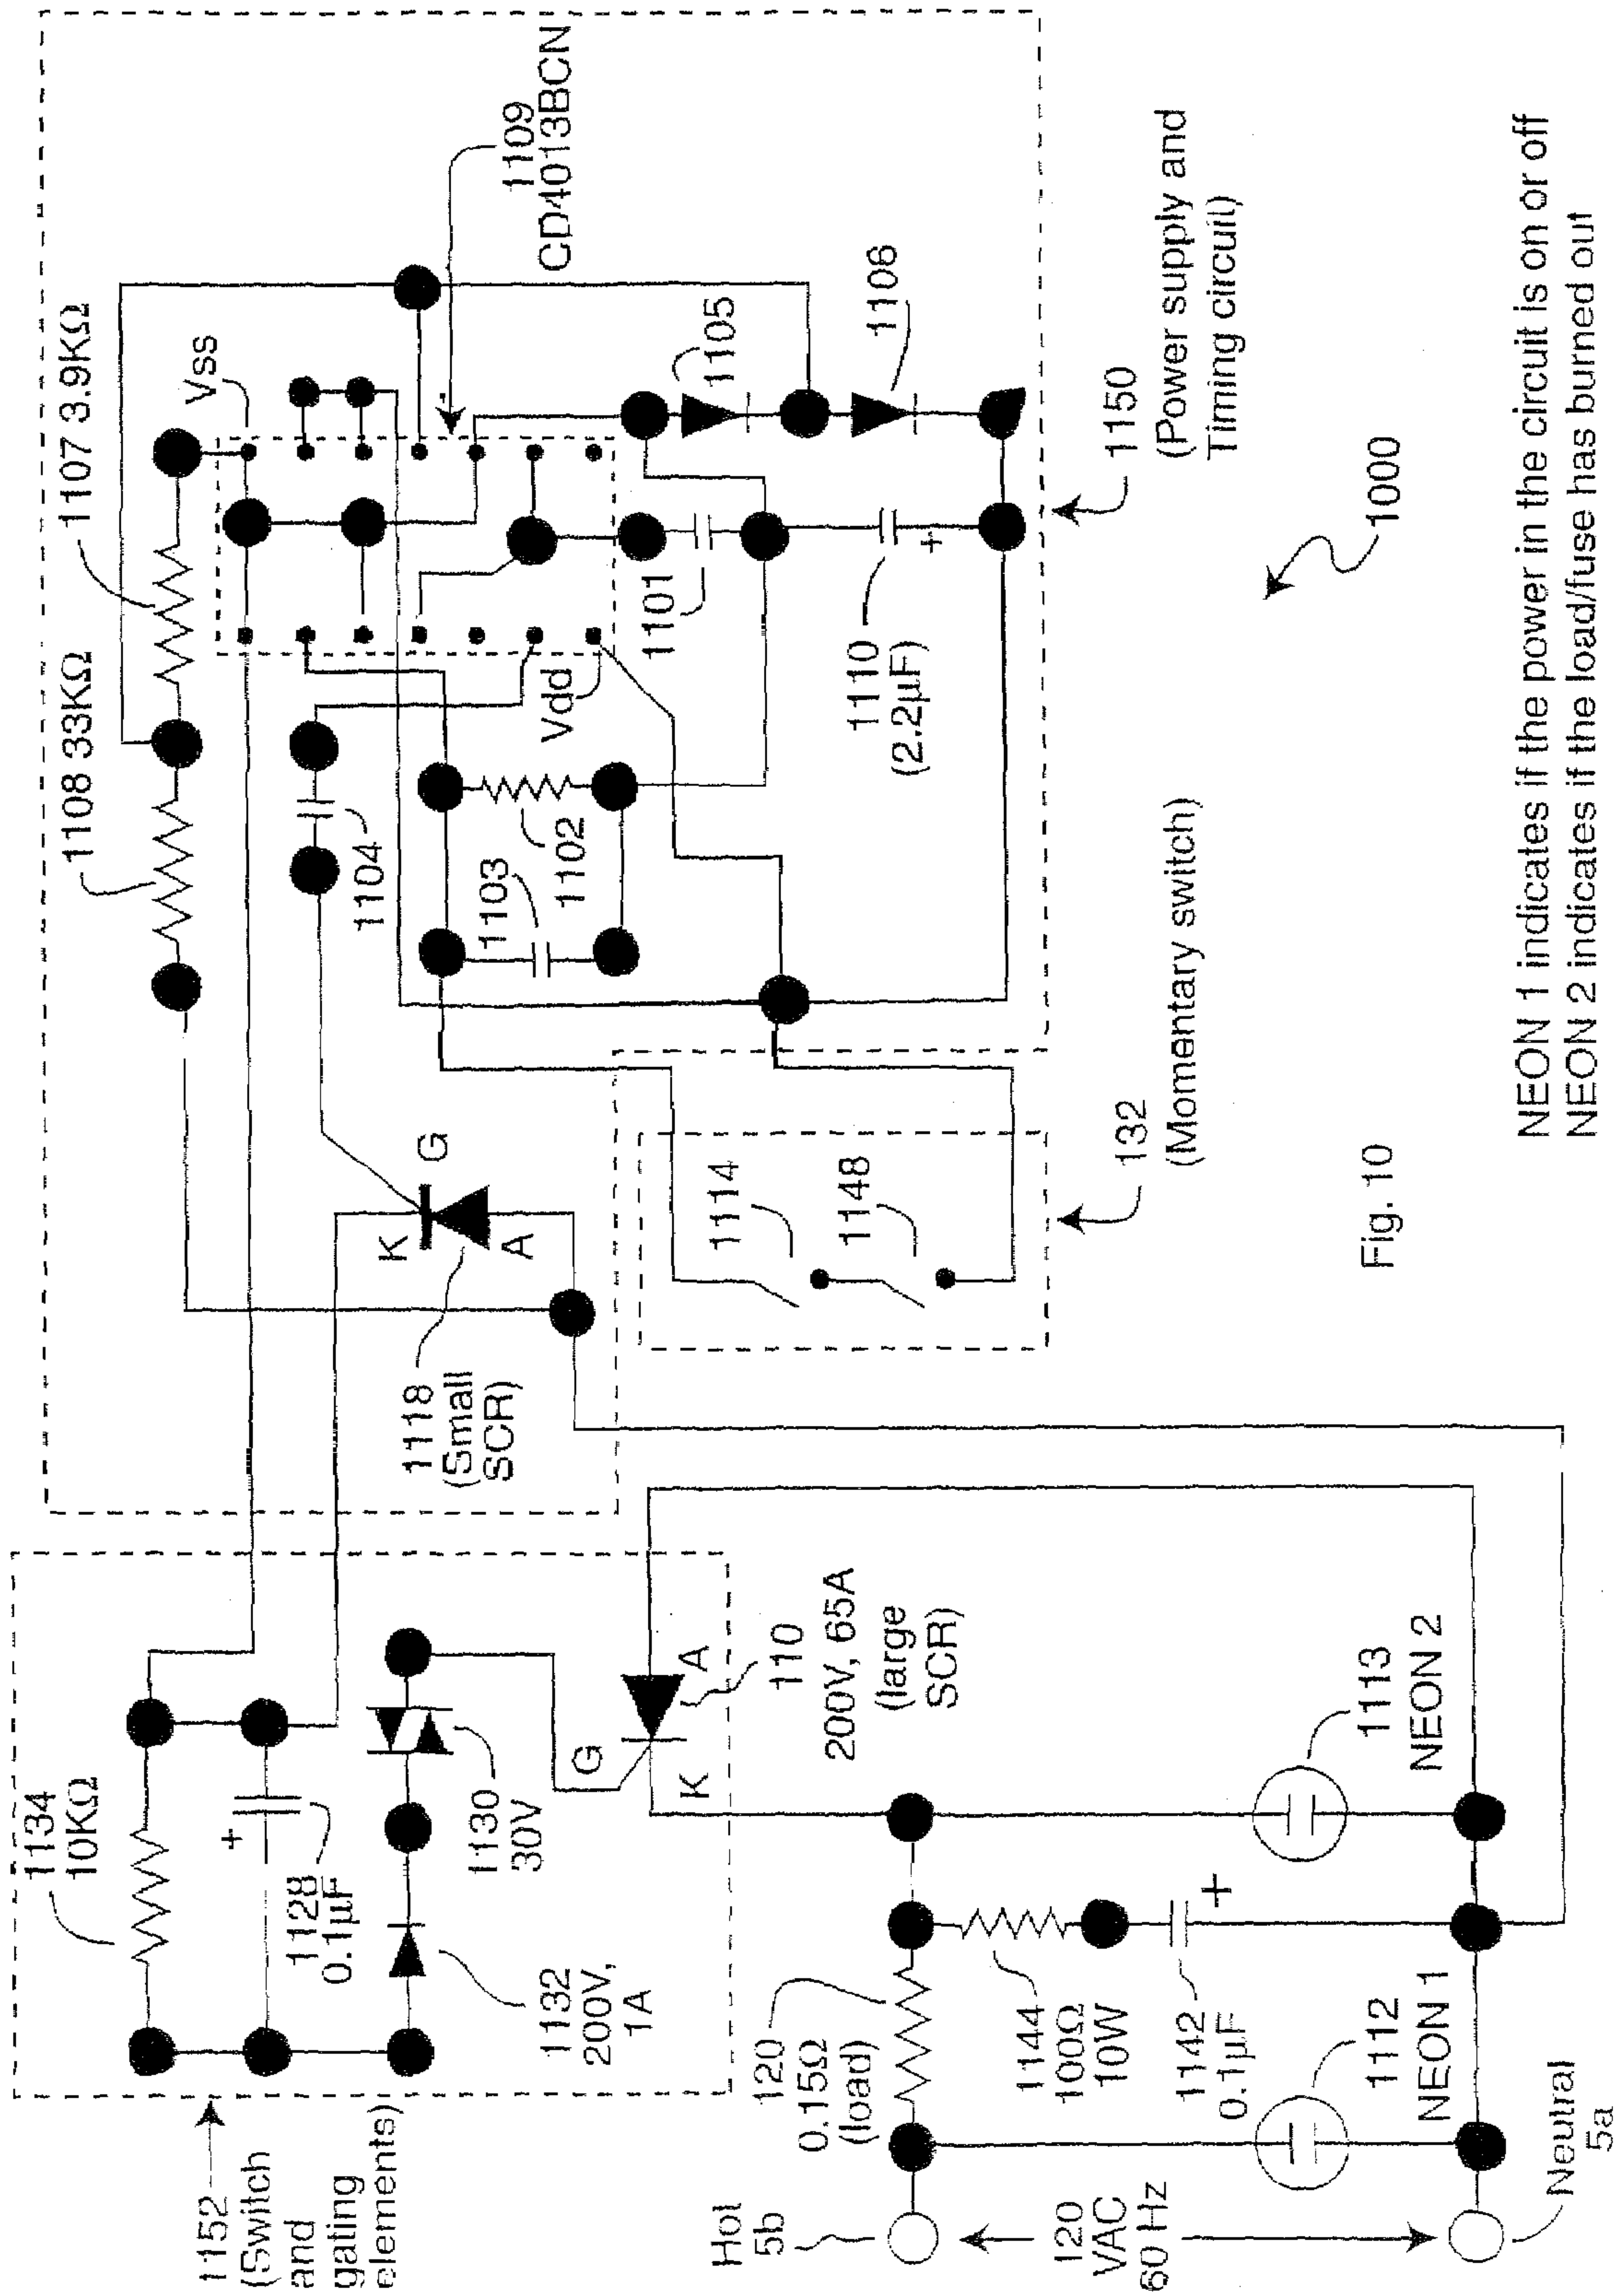 1152
(Switch
and
gating
elements)
1134
10KΩ
+
1128
0.1µF
1132
200V,
1A
1130
30V
G
K
A
110
200V, 65A
(large
SCR)
1108 33KΩ
1107 3.9KΩ
Vss
1104
1118
(Small
SCR)
K
G
A
1109
CD4013BCN
Vdd
1103
1102
1101
1110
(2.2µF)
+
1105
1106
1114
1148
132
(Momentary switch)
1150
(Power supply and
Timing circuit)
1000
Hot
5b
120
VAC
60 Hz
Neutral
5a
120
0.15Ω
(load)
1144
100Ω
10W
1142
0.1µF
+
1112
NEON 1
1113
NEON 2
Fig. 10
NEON 1 indicates if the power in the circuit is on or off
NEON 2 indicates if the load/fuse has burned out